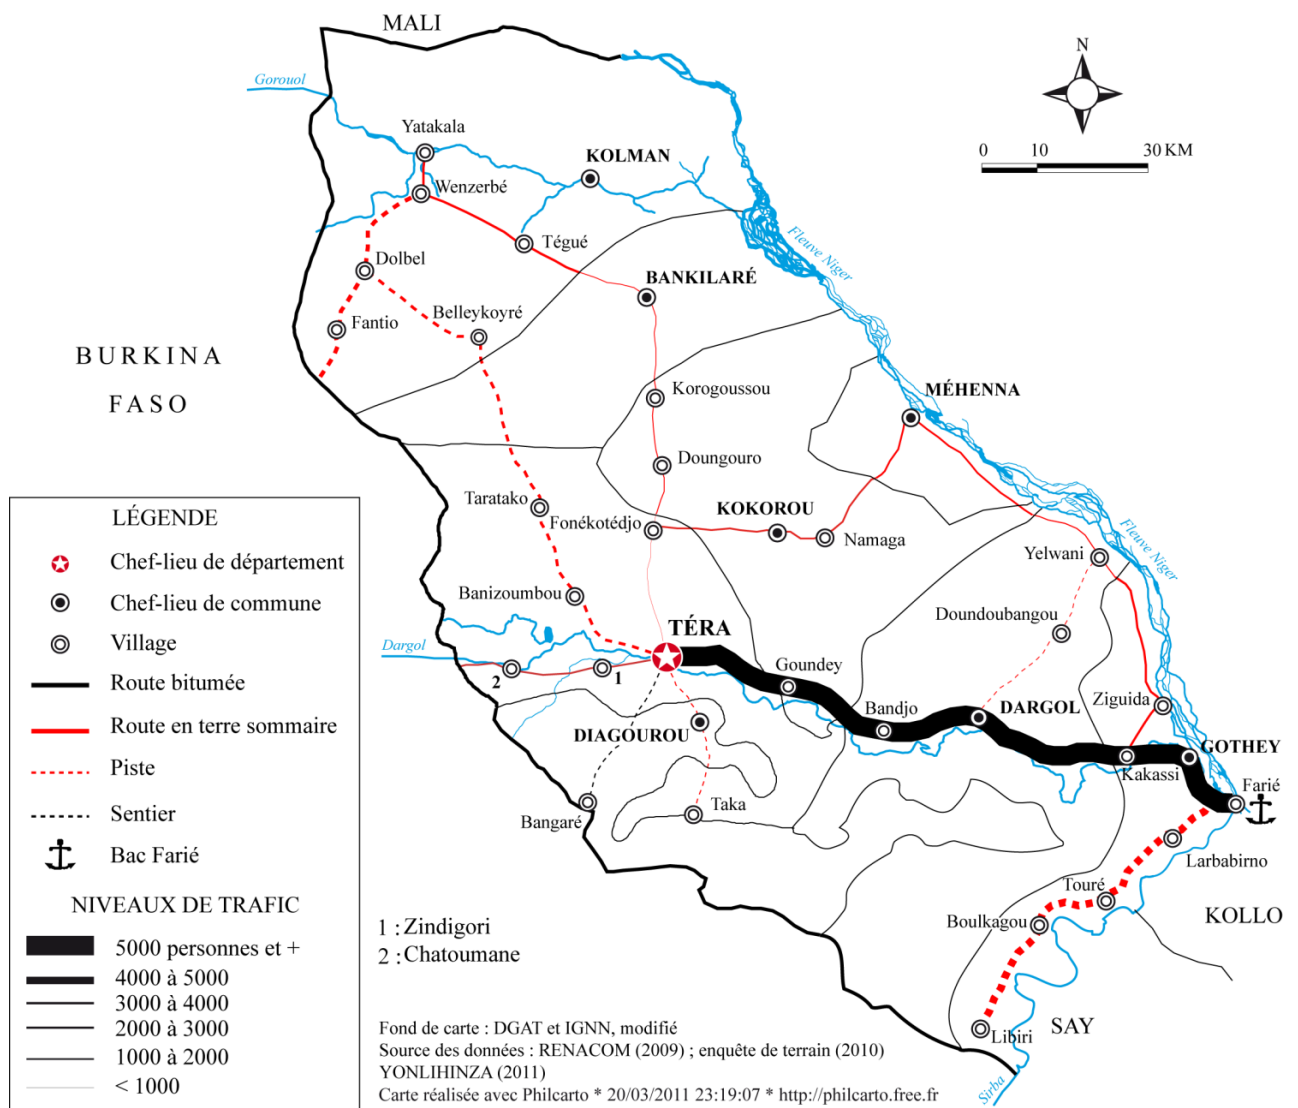 MALI
N
Gorouol
Yatakala
0 10 30 KM
KOLMAN
Wenzerbé
Fleuve Niger
Tégué
Dolbel
BANKILARÉ
Belleykoyré
Fantio
BURKINA
FASO
Korogoussou
MÉHENNA
Doungouro
Taratako
KOKOROU
Fonékotédjo
Namaga
Fleuve Niger
Yelwani
Banizoumbou
Doundoubangou
TÉRA
Dargol
Goundey
2
1
Ziguida
Bandjo
DARGOL
DIAGOUROU
GOTHEY
Kakassi
Farié
Taka
Bangaré
Larbabirno
Touré
KOLLO
Boulkagou
SAY
Libiri
Sirba
LÉGENDE
Chef-lieu de département
Chef-lieu de commune
Village
Route bitumée
Route en terre sommaire
Piste
Sentier
Bac Farié
NIVEAUX DE TRAFIC
5000 personnes et +
4000 à 5000
3000 à 4000
2000 à 3000
1000 à 2000
< 1000
1 : Zindigori
2 : Chatoumane
Fond de carte : DGAT et IGNN, modifié
Source des données : RENACOM (2009) ; enquête de terrain (2010)
YONLIHINZA (2011)
Carte réalisée avec Philcarto * 20/03/2011 23:19:07 * http://philcarto.free.fr